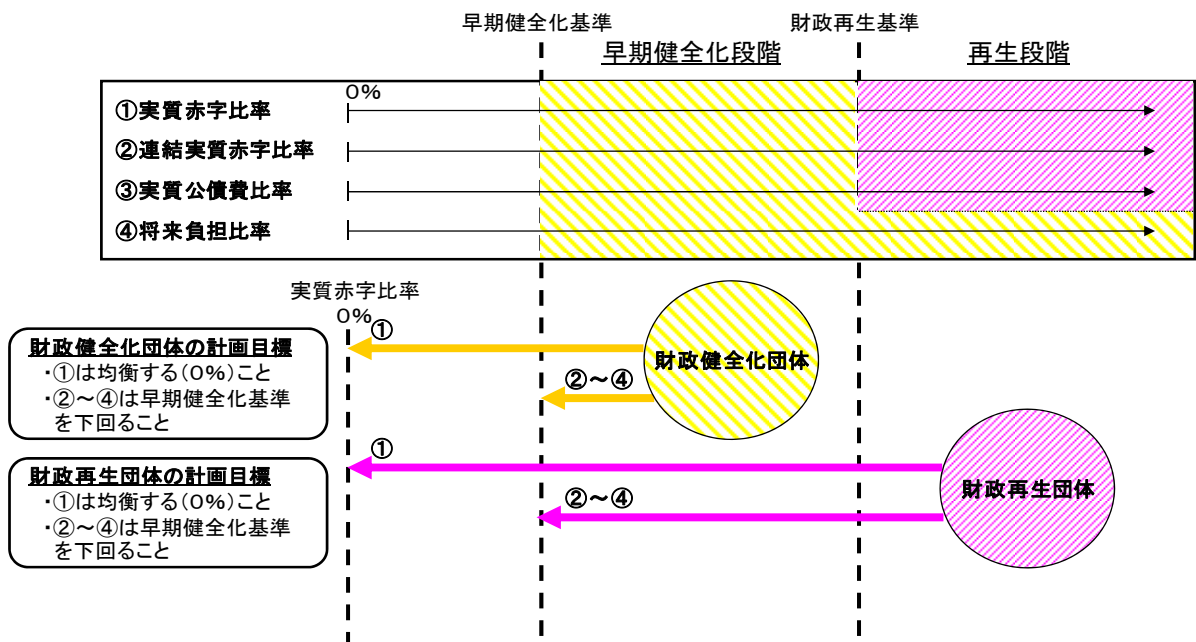 早期健全化基準
財政再生基準
早期健全化段階
再生段階
0%
①実質赤字比率
②連結実質赤字比率
③実質公債費比率
④将来負担比率
実質赤字比率
0%
財政健全化団体の計画目標
・①は均衡する(0%)こと
・②~④は早期健全化基準
を下回ること
①
②~④
財政健全化団体
財政再生団体の計画目標
・①は均衡する(0%)こと
・②~④は早期健全化基準
を下回ること
①
②~④
財政再生団体